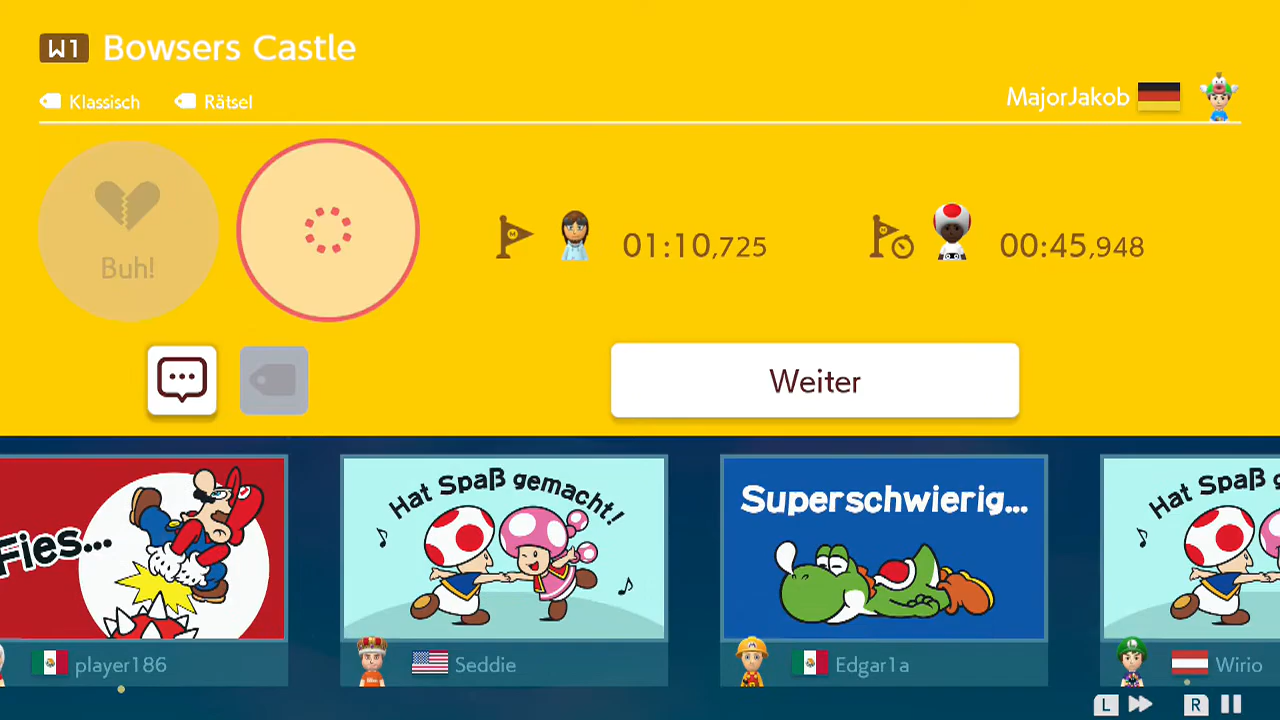 W1 Bowsers Castle
Klassisch Rätsel
MajorJakob
Buh!
01:10,725
00:45,948
Weiter
Fies...
Hat Spaß gemacht!
Superschwierig...
Hat Spaß g
player186
Seddie
Edgar1a
Wirio
L R